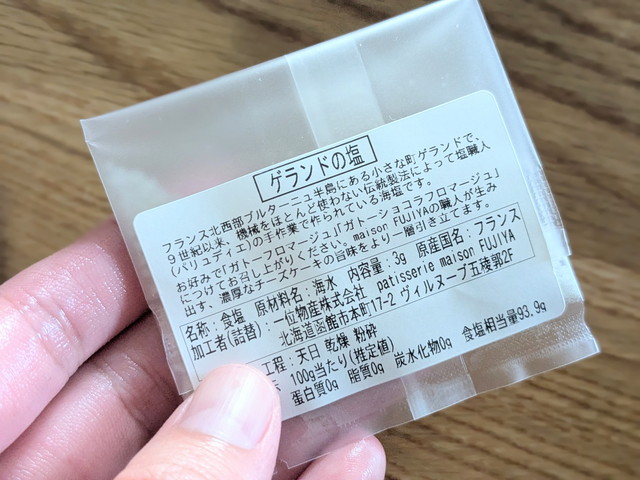 ゲランドの塩
フランス北西部ブルターニュ半島にある小さな町ゲランドで、
9世紀以来、機械をほとんど使わない伝統製法によって塩職人
(パリュディエ)の手作業で作られている海塩です。
お好みで「ガトーフロマージュ」「ガトーショコラフロマージュ」
につけてお召し上がりください。maison FUJIYAの職人が生み
出す、濃厚なチーズケーキの旨味をより一層引き立てます。
名称：食塩 原材料名：海水 内容量：3g 原産国名：フランス
加工者(詰替)：一位物産株式会社 patisserie maison FUJIYA
北海道函館市本町17-2 ヴィルヌーブ五稜郭2F
工程：天日 乾燥 粉砕
100g当たり(推定値)
蛋白質0g 脂質0g 炭水化物0g 食塩相当量93.9g